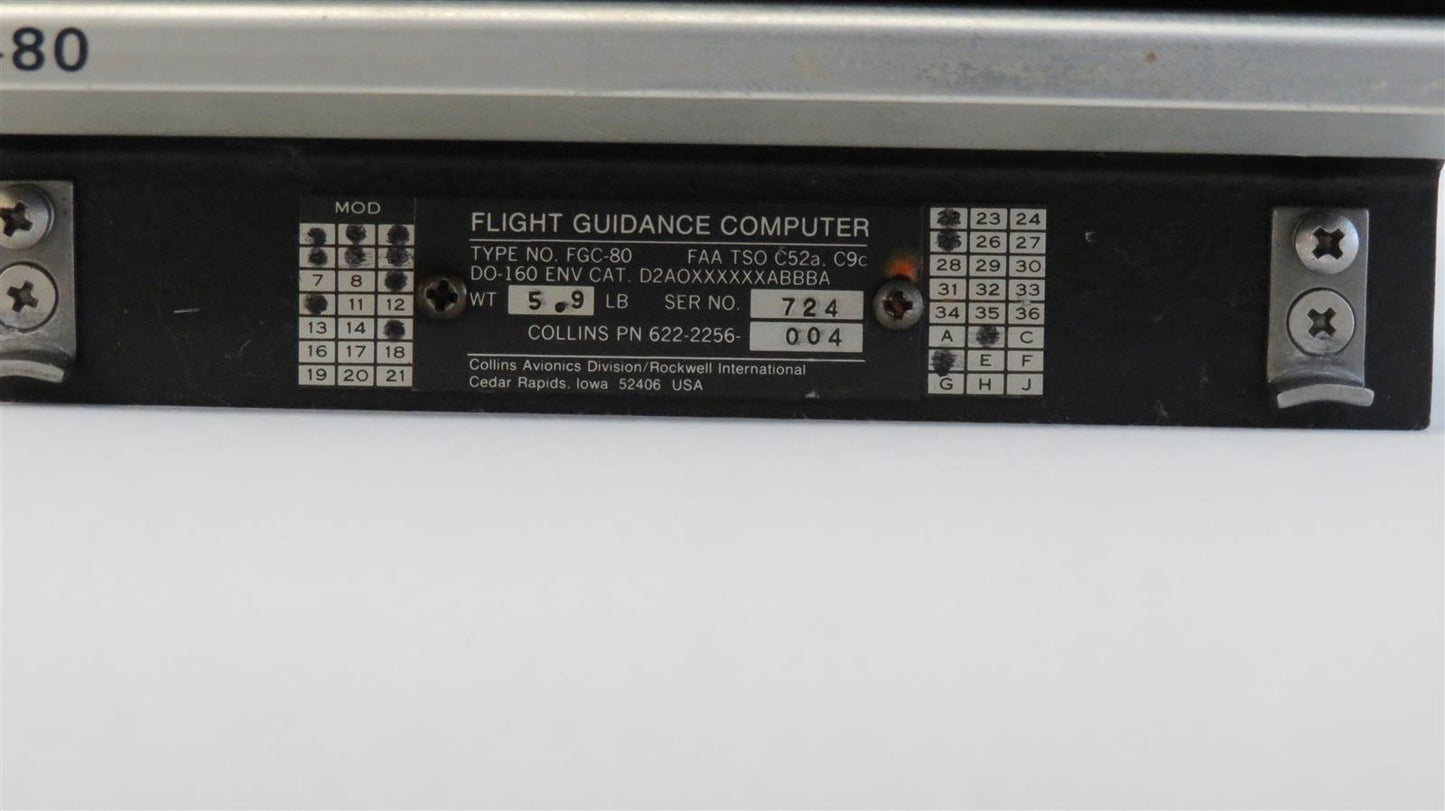 -80
MOD
7 8
11 12
13 14
16 17 18
19 20 21
FLIGHT GUIDANCE COMPUTER
TYPE NO. FGC-80 FAA TSO C52a, C9c
DO-160 ENV CAT. D2AOXXXXXXABBBA
WT 5.9 LB SER NO. 724
COLLINS PN 622-2256- 004
Collins Avionics Division/Rockwell International
Cedar Rapids, Iowa 52406 USA
22 23 24
26 27
28 29 30
31 32 33
34 35 36
A C
E F
G H J